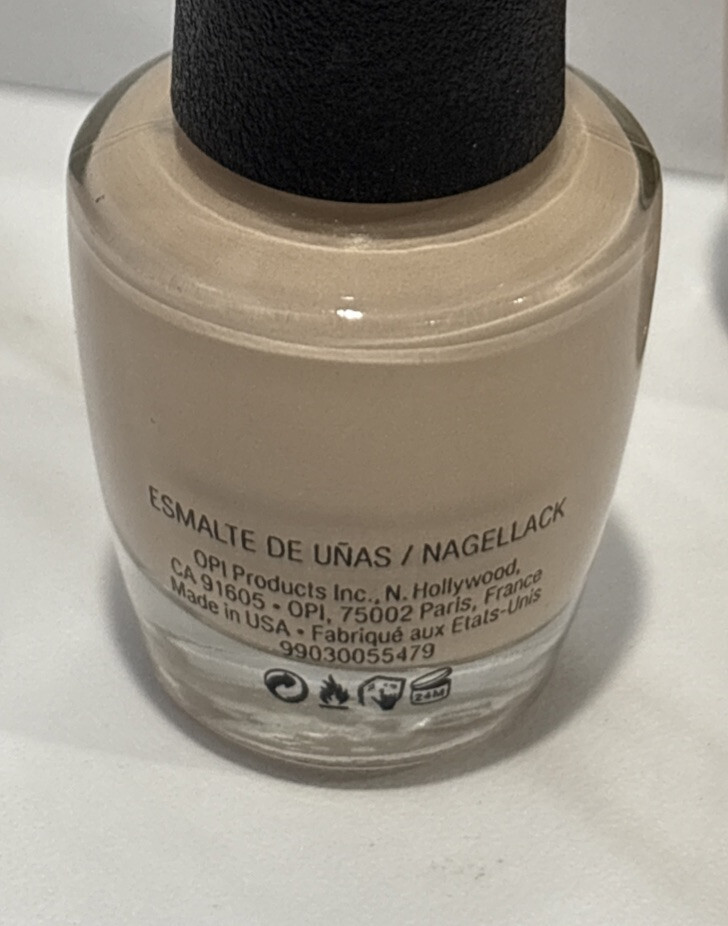 ESMALTE DE UÑAS / NAGELLACK
OPI Products Inc., N. Hollywood,
CA 91605 • OPI, 75002 Paris, France
Made in USA • Fabriqué aux Etats-Unis
99030055479
24M